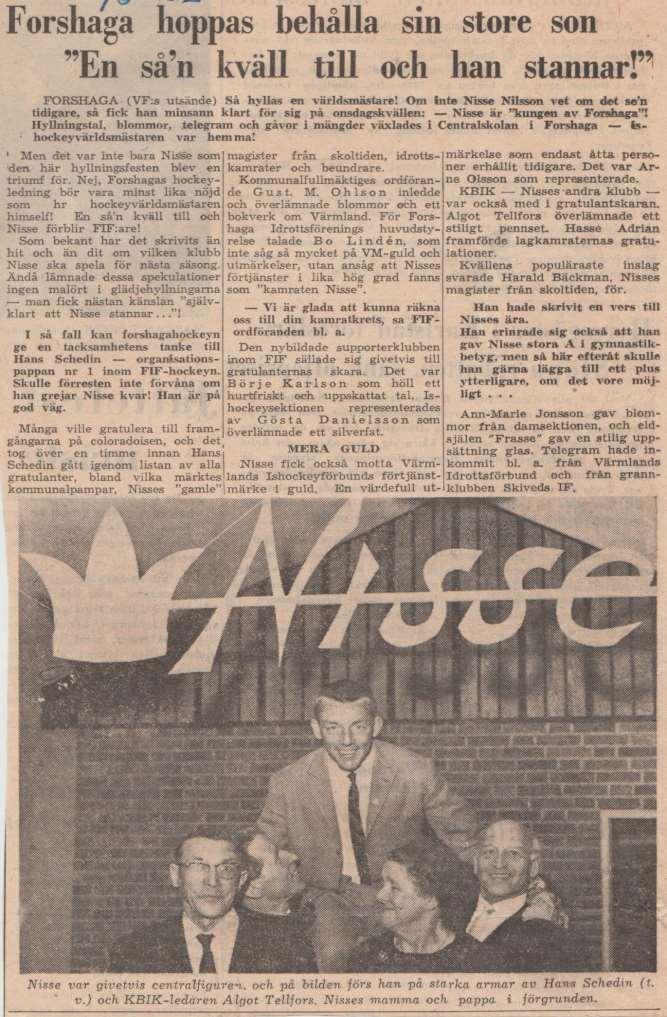 Forshaga hoppas behålla sin store son
”En så'n kväll till och han stannar!”
FORSHAGA (VF:s utsände) Så hyllas en världsmästare! Om inte Nisse Nilsson vet om det se'n
tidigare, så fick han minsann klart för sig på onsdagskvällen: — Nisse är ”kungen av Forshaga”!
Hyllningstal, blommor, telegram och gåvor i mängder växlades i Centralskolan i Forshaga — is-
hockeyvärldsmästaren var hemma!
Men det var inte bara Nisse som
den här hyllningsfesten blev en
triumf för. Nej, Forshagas hockey-
ledning bör vara minst lika nöjd
som hr hockeyvärldsmästaren
himself! En så'n kväll till och
Nisse förblir FIF:are!
Som bekant har det skrivits än
hit och än dit om vilken klubb
Nisse ska spela för nästa säsong.
Ändå lämnade dessa spekulationer
ingen malört i glädjehyllningarna
— man fick nästan känslan ”själv-
klart att Nisse stannar...”!
I så fall kan forshagahockeyn
ge en tacksamhetens tanke till
Hans Schedin — organisations-
pappan nr 1 inom FIF-hockeyn.
Skulle förresten inte förvåna om
han grejar Nisse kvar! Han är på
god väg.
Många ville gratulera till fram-
gångarna på coloradoisen, och det
tog över en timme innan Hans
Schedin gått igenom listan av alla
gratulanter, bland vilka märktes
kommunalpampar, Nisses ”gamle”
magister från skoltiden, idrotts-
kamrater och beundrare.
Kommunalfullmäktiges ordföran-
de Gust. M. Ohlson inledde
och överlämnade blommor och ett
bokverk om Värmland. För Fors-
haga Idrottsförenings huvudsty-
relse talade Bo Lindén, som
inte såg så mycket på VM-guld och
utmärkelser, utan ansåg att Nisses
förtjänster i lika hög grad fanns
som ”kamraten Nisse”.
— Vi är glada att kunna räkna
oss till din kamratkrets, sa FIF-
ordföranden bl. a.
Den nybildade supporterklubben
inom FIF sällade sig givetvis till
gratulanternas skara. Det var
Börje Karlson som höll ett
hurtfriskt och uppskattat tal. Is-
hockeysektionen representerades
av Gösta Danielsson som
överlämnade ett silverfat.
MERA GULD
Nisse fick också motta Värm-
lands Ishockeyförbunds förtjänst-
märke i guld. En värdefull ut-
märkelse som endast åtta perso-
ner erhållit tidigare. Det var Ar-
ne Olsson som representerade.
KBIK — Nisses andra klubb —
var också med i gratulantskaran.
Algot Tellfors överlämnade ett
stiligt pennset. Hasse Adrian
framförde lagkamraternas gratu-
lationer.
Kvällens populäraste inslag
svarade Harald Bäckman, Nisses
magister från skoltiden, för.
Han hade skrivit en vers till
Nisses ära.
Han erinrade sig också att han
gav Nisse stora A i gymnastik-
betyg, men så här efteråt skulle
han gärna lägga till ett plus
ytterligare, om det vore möj-
ligt . . .
Ann-Marie Jonsson gav blom-
mor från damsektionen, och eld-
själen ”Frasse” gav en stilig upp-
sättning glas. Telegram hade in-
kommit bl. a. från Värmlands
Idrottsförbund och från grann-
klubben Skiveds IF.
Nisse
Nisse var givetvis centralfiguren, och på bilden förs han på starka armar av Hans Schedin (t.
v.) och KBIK-ledaren Algot Tellfors. Nisses mamma och pappa i förgrunden.